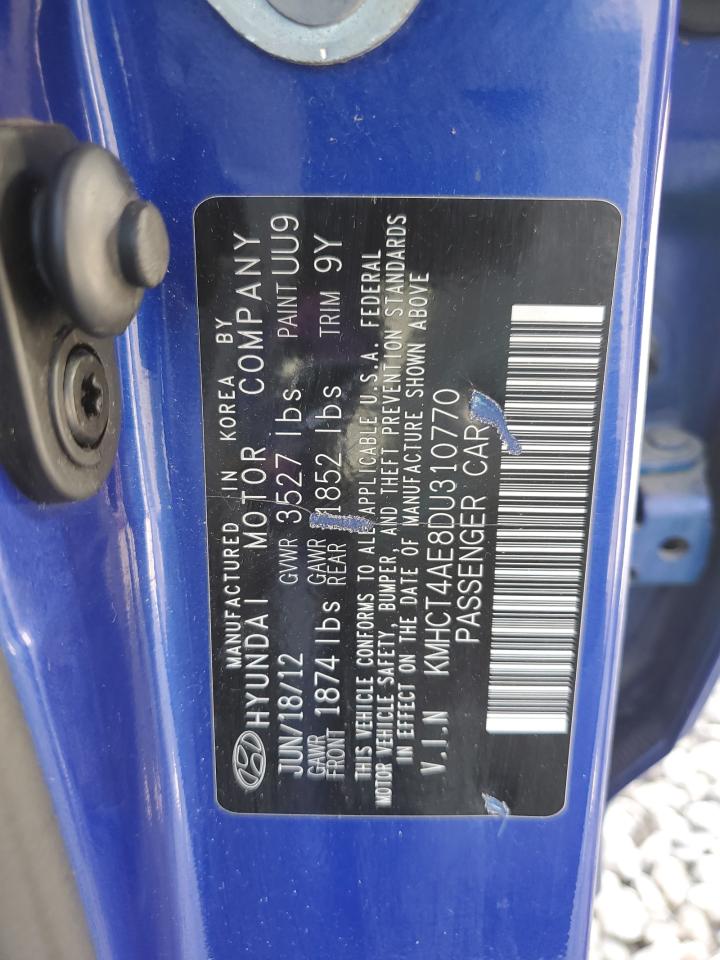 MANUFACTURED IN KOREA BY
HYUNDAI MOTOR COMPANY
JUN/18/12 GVWR 3527 lbs PAINT UU9
GAWR FRONT 1874 lbs GAWR REAR 1852 lbs TRIM 9Y
THIS VEHICLE CONFORMS TO ALL APPLICABLE U.S.A. FEDERAL
MOTOR VEHICLE SAFETY, BUMPER, AND THEFT PREVENTION STANDARDS
IN EFFECT ON THE DATE OF MANUFACTURE SHOWN ABOVE
V.I.N KMHCT4AE8DU310770
PASSENGER CAR